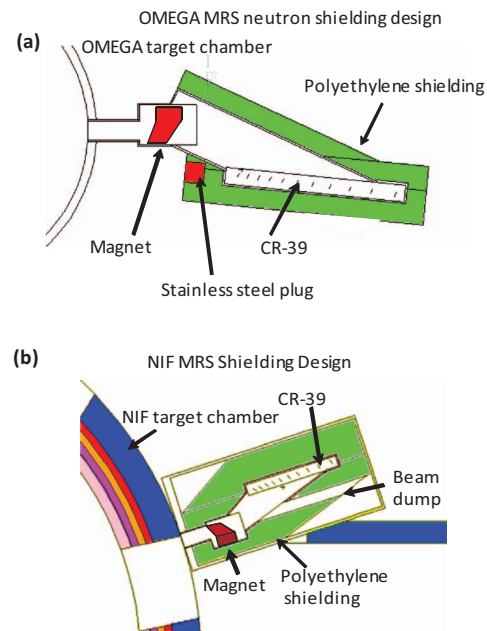 OMEGA MRS neutron shielding design
(a)
OMEGA target chamber
Polyethylene shielding
Magnet
CR-39
Stainless steel plug
(b)
NIF MRS Shielding Design
CR-39
NIF target chamber
Beam
dump
Magnet
Polyethylene
shielding